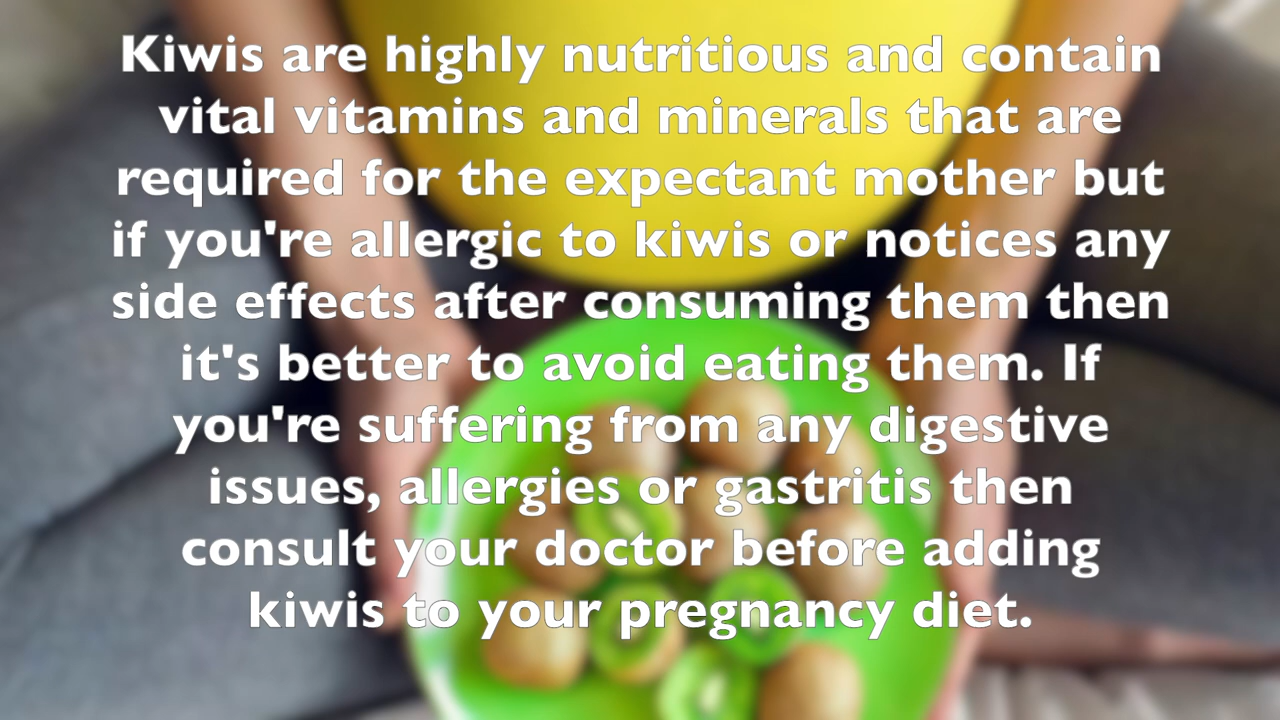 Kiwis are highly nutritious and contain
vital vitamins and minerals that are
required for the expectant mother but
if you're allergic to kiwis or notices any
side effects after consuming them then
it's better to avoid eating them. If
you're suffering from any digestive
issues, allergies or gastritis then
consult your doctor before adding
kiwis to your pregnancy diet.